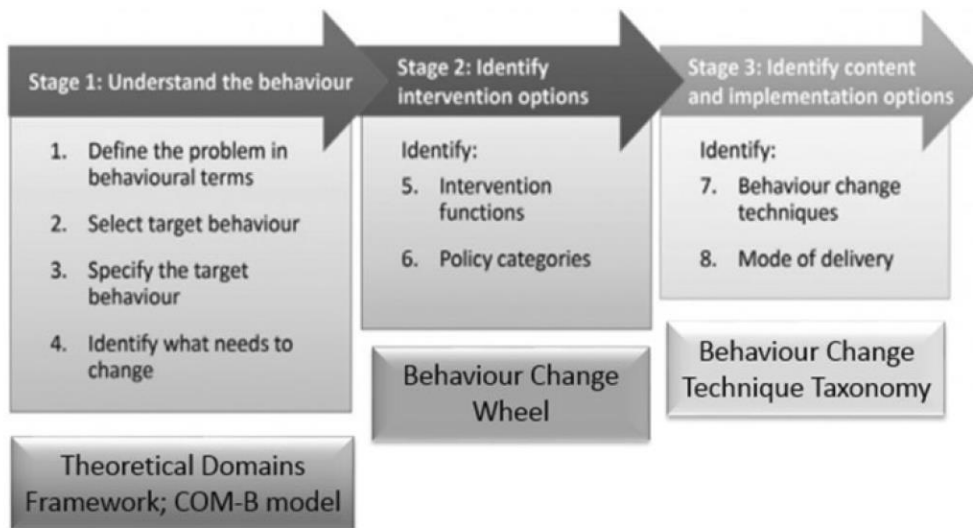 Stage 1: Understand the behaviour
1. Define the problem in
behavioural terms
2. Select target behaviour
3. Specify the target
behaviour
4. Identify what needs to
change
Theoretical Domains
Framework; COM-B model
Stage 2: Identify
intervention options
Identify:
5. Intervention
functions
6. Policy categories
Behaviour Change
Wheel
Stage 3: Identify content
and implementation options
Identify:
7. Behaviour change
techniques
8. Mode of delivery
Behaviour Change
Technique Taxonomy